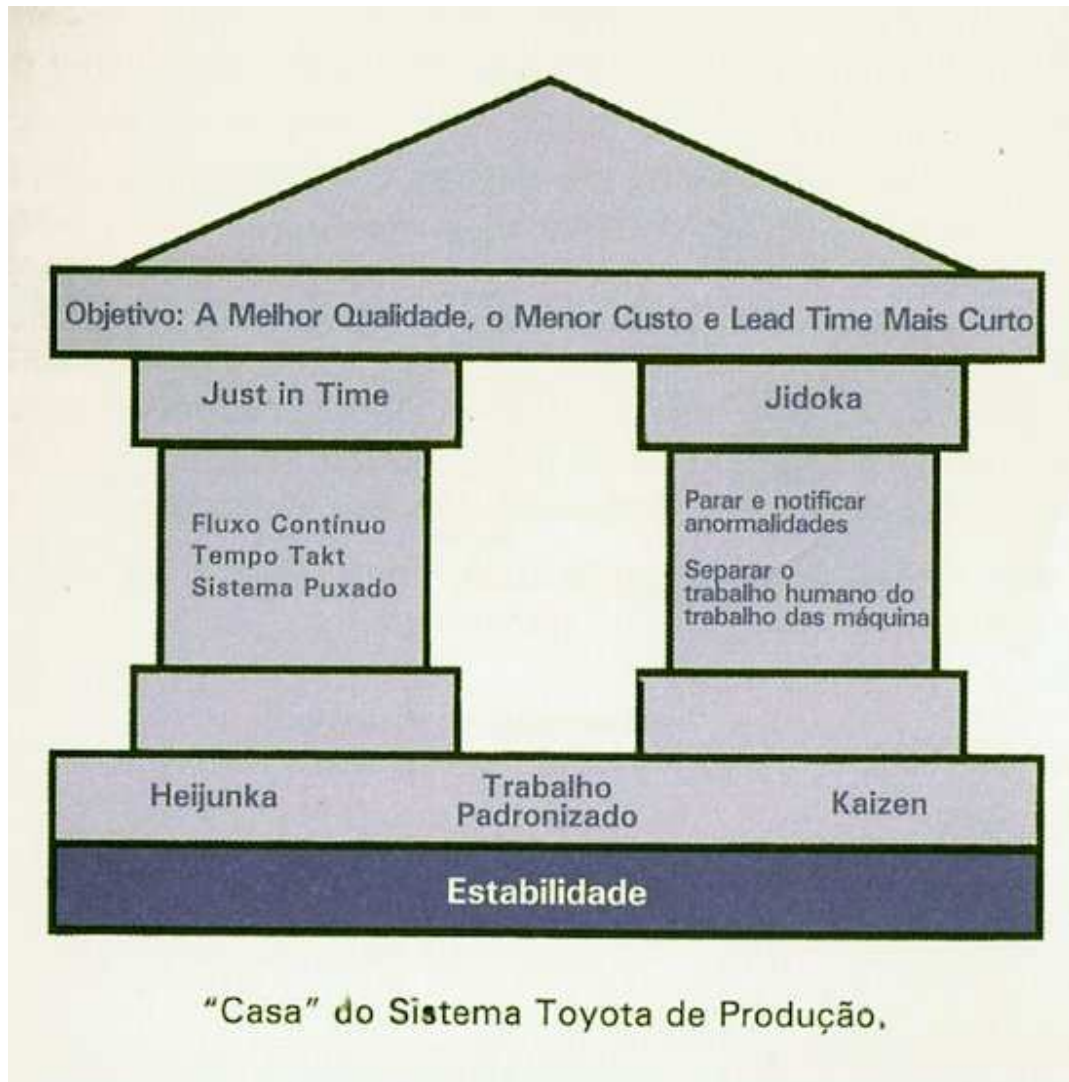 Objetivo: A Melhor Qualidade, o Menor Custo e Lead Time Mais Curto
Just in Time
Jidoka
Fluxo Contínuo
Tempo Takt
Sistema Puxado
Parar e notificar
anormalidades
Separar o
trabalho humano do
trabalho das máquina
Heijunka
Trabalho
Padronizado
Kaizen
Estabilidade
“Casa” do Sistema Toyota de Produção.